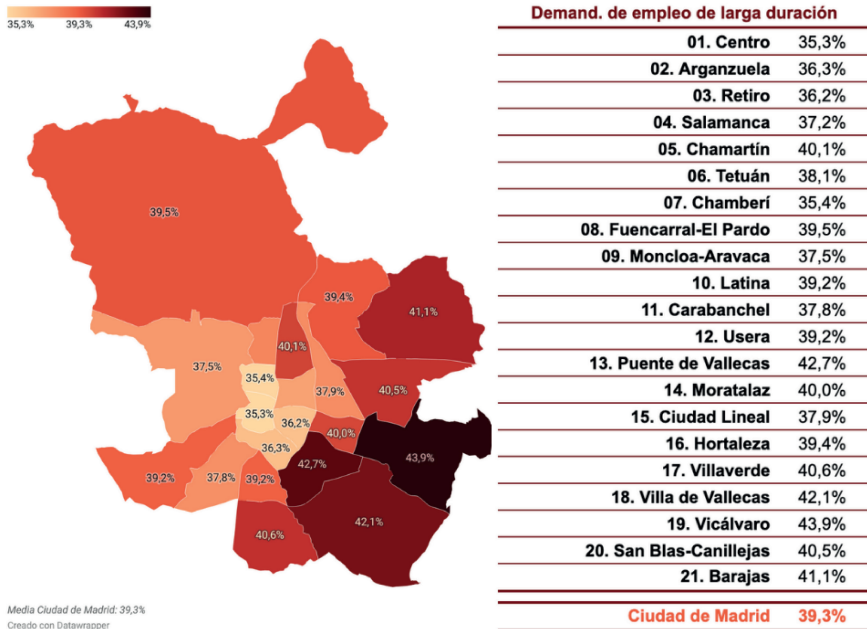 35,3%
39,3%
43,9%
39,5%
39,4%
41,1%
40,1%
37,5%
35,4%
37,9%
40,5%
35,3%
36,2%
40,0%
36,3%
43,9%
42,7%
39,2%
37,8%
39,2%
42,1%
40,6%
Media Ciudad de Madrid: 39,3%
Creado con Datawrapper
Demand. de empleo de larga duración
01. Centro 35,3%
02. Arganzuela 36,3%
03. Retiro 36,2%
04. Salamanca 37,2%
05. Chamartín 40,1%
06. Tetuán 38,1%
07. Chamberí 35,4%
08. Fuencarral-El Pardo 39,5%
09. Moncloa-Aravaca 37,5%
10. Latina 39,2%
11. Carabanchel 37,8%
12. Usera 39,2%
13. Puente de Vallecas 42,7%
14. Moratalaz 40,0%
15. Ciudad Lineal 37,9%
16. Hortaleza 39,4%
17. Villaverde 40,6%
18. Villa de Vallecas 42,1%
19. Vicálvaro 43,9%
20. San Blas-Canillejas 40,5%
21. Barajas 41,1%
Ciudad de Madrid 39,3%